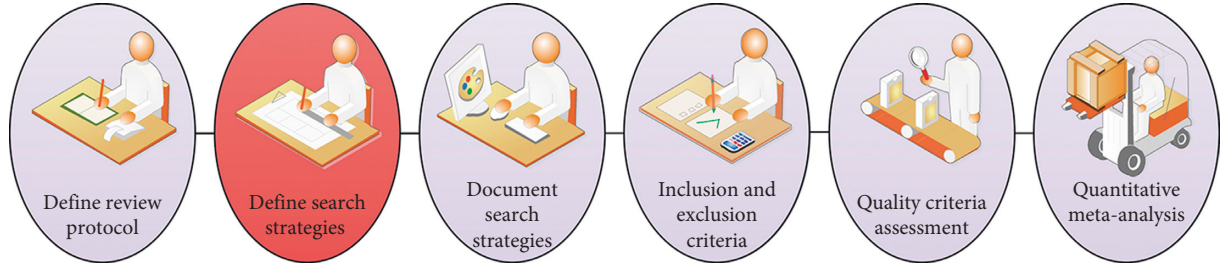 Define review
protocol
Define search
strategies
Document
search
strategies
Inclusion and
exclusion
criteria
Quality criteria
assessment
Quantitative
meta-analysis